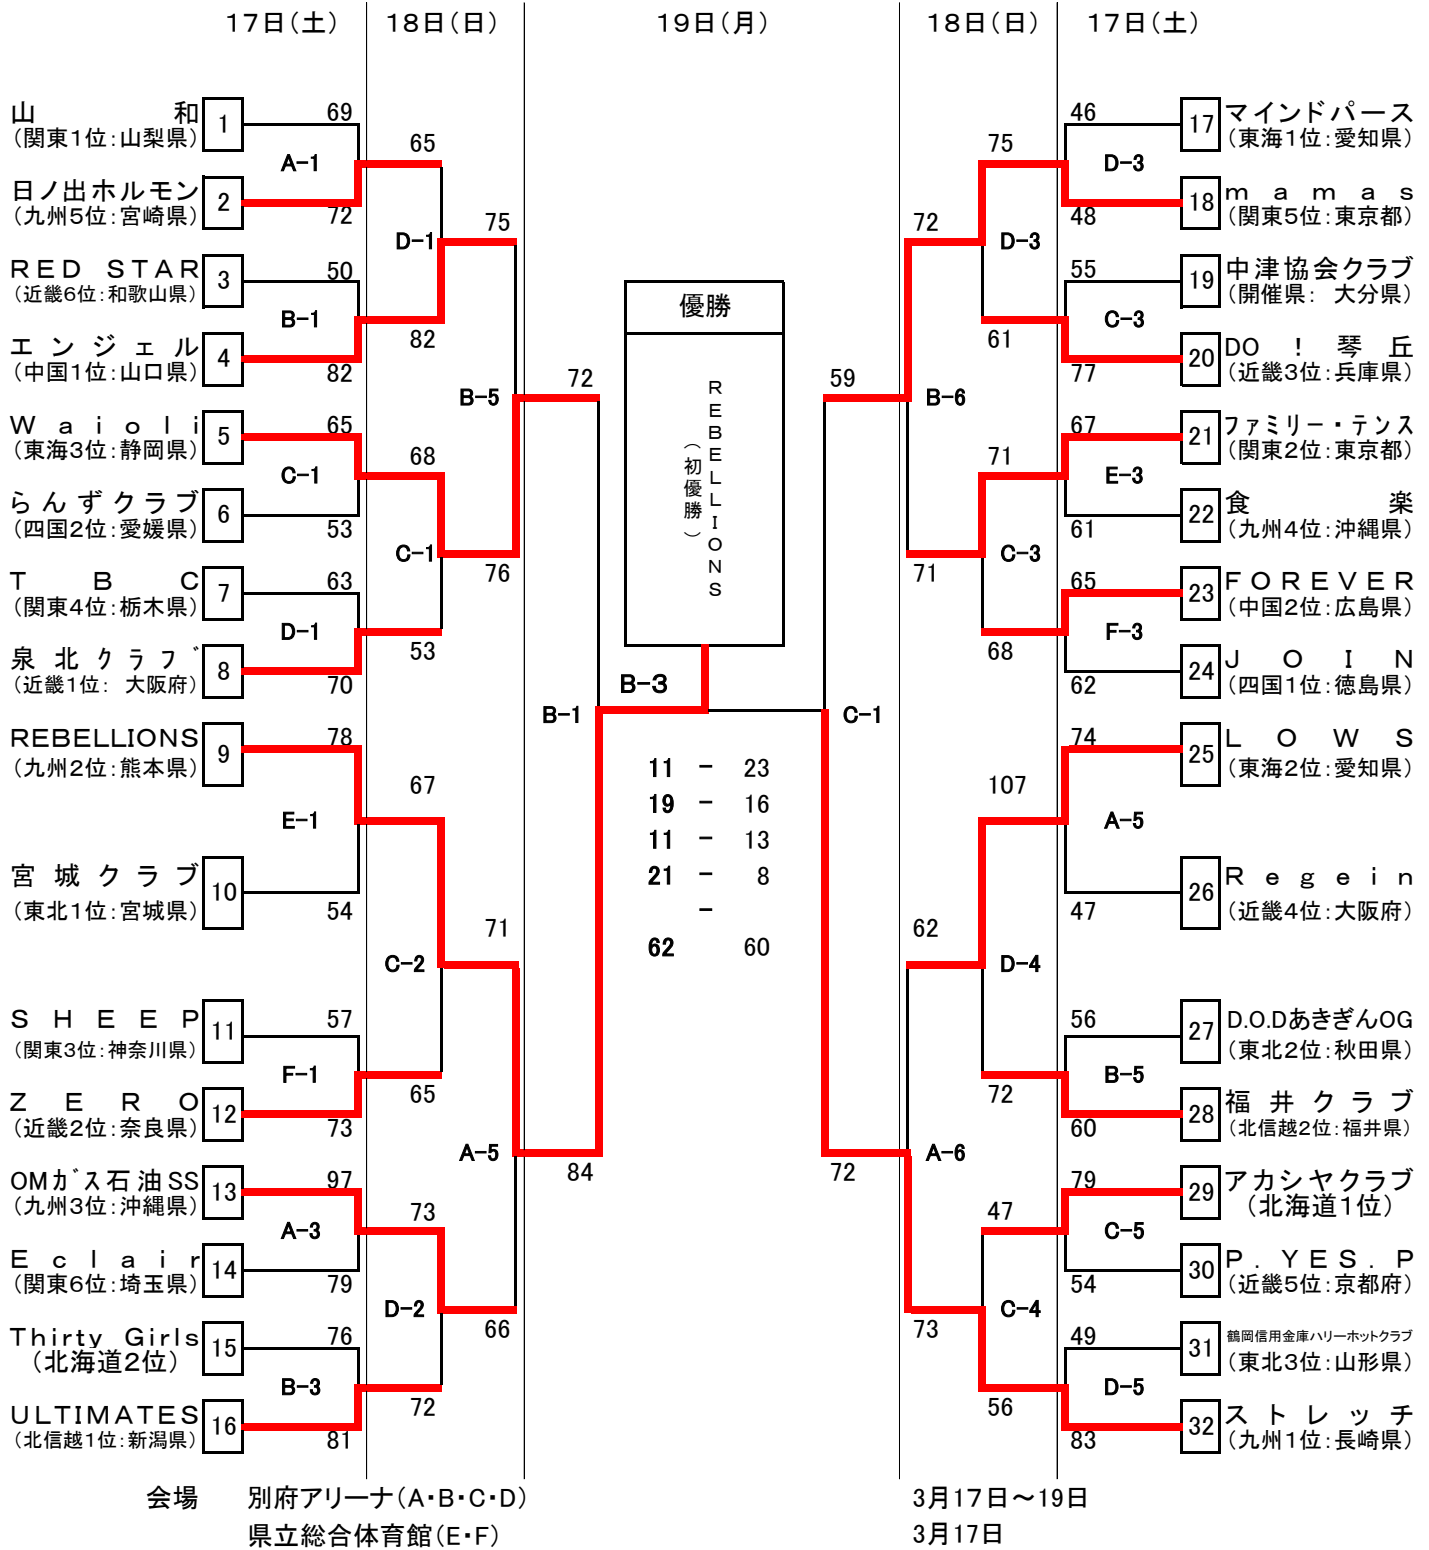 17日(土) 18日(日) 19日(月) 18日(日) 17日(土)
山 和
(関東1位:山梨県)
1
69
A-1
日ノ出ホルモン
(九州5位:宮崎県)
2
72
65
D-1
RED STAR
(近畿6位:和歌山県)
3
50
B-1
エンジェル
(中国1位:山口県)
4
82
82
75
B-5
Waioli
(東海3位:静岡県)
5
65
C-1
らんずクラブ
(四国2位:愛媛県)
6
53
68
C-1
TBC
(関東4位:栃木県)
7
63
D-1
泉北クラブ
(近畿1位: 大阪府)
8
70
53
76
72
B-1
REBELLIONS
(九州2位:熊本県)
9
78
E-1
宮城クラブ
(東北1位:宮城県)
10
54
67
C-2
SHEEP
(関東3位:神奈川県)
11
57
F-1
ZERO
(近畿2位:奈良県)
12
73
65
71
A-5
OMガス石油SS
(九州3位:沖縄県)
13
97
A-3
Eclair
(関東6位:埼玉県)
14
79
73
D-2
Thirty Girls
(北海道2位)
15
76
B-3
ULTIMATES
(北信越1位:新潟県)
16
81
72
66
84
優勝
REBELLIONS
(初優勝)
B-3
11 - 23
19 - 16
11 - 13
21 - 8
-
62 - 60
マインドパース
(東海1位:愛知県)
17
46
D-3
mamas
(関東5位:東京都)
18
48
75
D-3
中津協会クラブ
(開催県: 大分県)
19
55
C-3
DO!琴丘
(近畿3位:兵庫県)
20
77
61
72
B-6
ファミリー・テンス
(関東2位:東京都)
21
67
E-3
食 楽
(九州4位:沖縄県)
22
61
71
C-3
FOREVER
(中国2位:広島県)
23
65
F-3
JOIN
(四国1位:徳島県)
24
62
68
71
59
C-1
LOWS
(東海2位:愛知県)
25
74
A-5
Regein
(近畿4位:大阪府)
26
47
107
D-4
D.O.DあきぎんOG
(東北2位:秋田県)
27
56
B-5
福井クラブ
(北信越2位:福井県)
28
60
72
62
A-6
アカシヤクラブ
(北海道1位)
29
79
C-5
P.YES.P
(近畿5位:京都府)
30
54
47
C-4
鶴岡信用金庫ハリーホットクラブ
(東北3位:山形県)
31
49
D-5
ストレッチ
(九州1位:長崎県)
32
83
56
73
72
会場 別府アリーナ(A・B・C・D) 3月17日~19日
県立総合体育館(E・F) 3月17日